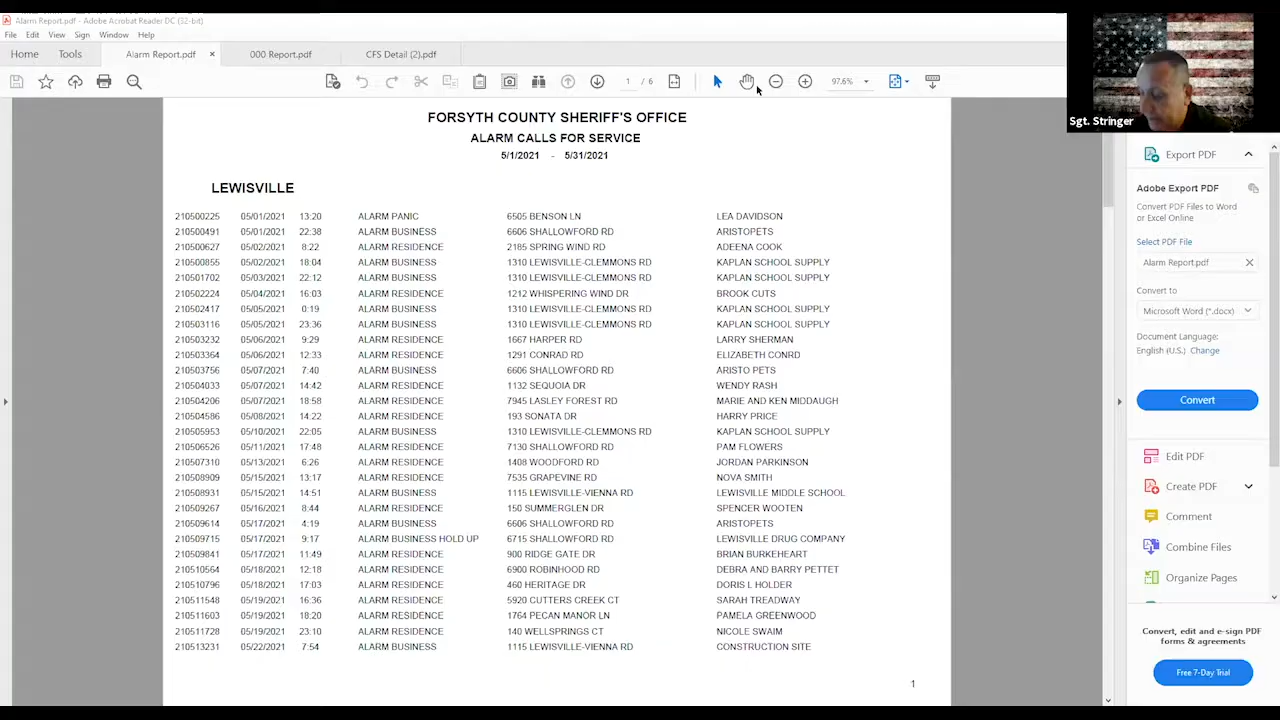 Alarm Report.pdf - Adobe Acrobat Reader DC (32-bit)
File Edit View Sign Window Help
Home Tools Alarm Report.pdf × 000 Report.pdf CFS Detail (2).pdf
1 / 6 97.6%
Sgt. Stringer
FORSYTH COUNTY SHERIFF'S OFFICE
ALARM CALLS FOR SERVICE
5/1/2021 - 5/31/2021
LEWISVILLE
210500225 05/01/2021 13:20 ALARM PANIC 6505 BENSON LN LEA DAVIDSON
210500491 05/01/2021 22:38 ALARM BUSINESS 6606 SHALLOWFORD RD ARISTOPETS
210500627 05/02/2021 8:22 ALARM RESIDENCE 2185 SPRING WIND RD ADEENA COOK
210500855 05/02/2021 18:04 ALARM BUSINESS 1310 LEWISVILLE-CLEMMONS RD KAPLAN SCHOOL SUPPLY
210501702 05/03/2021 22:12 ALARM BUSINESS 1310 LEWISVILLE-CLEMMONS RD KAPLAN SCHOOL SUPPLY
210502224 05/04/2021 16:03 ALARM RESIDENCE 1212 WHISPERING WIND DR BROOK CUTS
210502417 05/05/2021 0:19 ALARM BUSINESS 1310 LEWISVILLE-CLEMMONS RD KAPLAN SCHOOL SUPPLY
210503116 05/05/2021 23:36 ALARM BUSINESS 1310 LEWISVILLE-CLEMMONS RD KAPLAN SCHOOL SUPPLY
210503232 05/06/2021 9:29 ALARM RESIDENCE 1667 HARPER RD LARRY SHERMAN
210503364 05/06/2021 12:33 ALARM RESIDENCE 1291 CONRAD RD ELIZABETH CONRD
210503756 05/07/2021 7:40 ALARM BUSINESS 6606 SHALLOWFORD RD ARISTO PETS
210504033 05/07/2021 14:42 ALARM RESIDENCE 1132 SEQUOIA DR WENDY RASH
210504206 05/07/2021 18:58 ALARM RESIDENCE 7945 LASLEY FOREST RD MARIE AND KEN MIDDAUGH
210504586 05/08/2021 14:22 ALARM RESIDENCE 193 SONATA DR HARRY PRICE
210505953 05/10/2021 22:05 ALARM BUSINESS 1310 LEWISVILLE-CLEMMONS RD KAPLAN SCHOOL SUPPLY
210506526 05/11/2021 17:48 ALARM RESIDENCE 7130 SHALLOWFORD RD PAM FLOWERS
210507310 05/13/2021 6:26 ALARM RESIDENCE 1408 WOODFORD RD JORDAN PARKINSON
210508909 05/15/2021 13:17 ALARM RESIDENCE 7535 GRAPEVINE RD NOVA SMITH
210508931 05/15/2021 14:51 ALARM BUSINESS 1115 LEWISVILLE-VIENNA RD LEWISVILLE MIDDLE SCHOOL
210509267 05/16/2021 8:44 ALARM RESIDENCE 150 SUMMERGLEN DR SPENCER WOOTEN
210509614 05/17/2021 4:19 ALARM BUSINESS 6606 SHALLOWFORD RD ARISTOPETS
210509715 05/17/2021 9:17 ALARM BUSINESS HOLD UP 6715 SHALLOWFORD RD LEWISVILLE DRUG COMPANY
210509841 05/17/2021 11:49 ALARM RESIDENCE 900 RIDGE GATE DR BRIAN BURKEHEART
210510564 05/18/2021 12:18 ALARM RESIDENCE 6900 ROBINHOOD RD DEBRA AND BARRY PETTET
210510796 05/18/2021 17:03 ALARM RESIDENCE 460 HERITAGE DR DORIS L HOLDER
210511548 05/19/2021 16:36 ALARM RESIDENCE 5920 CUTTERS CREEK CT SARAH TREADWAY
210511603 05/19/2021 18:20 ALARM RESIDENCE 1764 PECAN MANOR LN PAMELA GREENWOOD
210511728 05/19/2021 23:10 ALARM RESIDENCE 140 WELLSPRINGS CT NICOLE SWAIM
210513231 05/22/2021 7:54 ALARM BUSINESS 1115 LEWISVILLE-VIENNA RD CONSTRUCTION SITE
1
Export PDF
Adobe Export PDF
Convert PDF Files to Word
or Excel Online
Select PDF File
Alarm Report.pdf
Convert to
Microsoft Word (*.docx)
Document Language:
English (U.S.) Change
Convert
Edit PDF
Create PDF
Comment
Combine Files
Organize Pages
Convert, edit and e-sign PDF
forms & agreements
Free 7-Day Trial